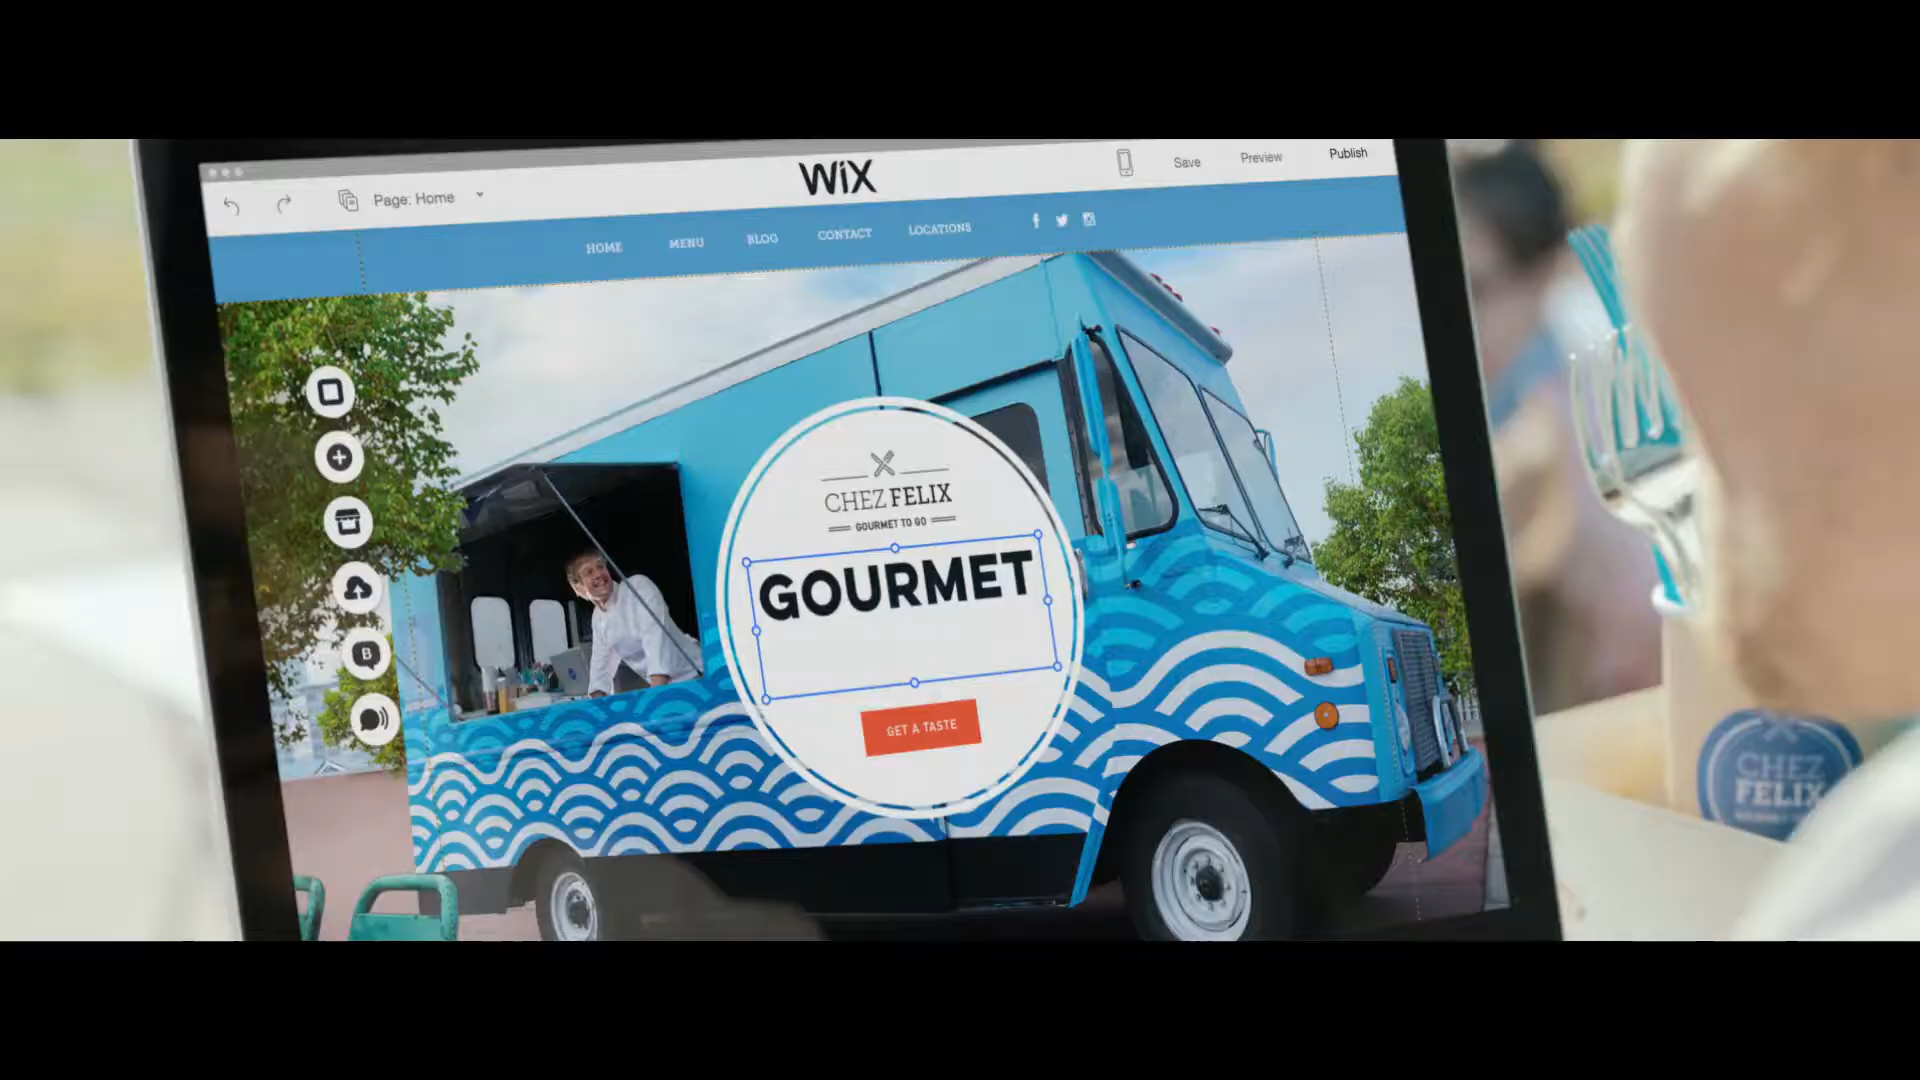 WiX
Page: Home
Save
Preview
Publish
HOME
MENU
BLOG
CONTACT
LOCATIONS
CHEZ FELIX
GOURMET TO GO
GOURMET
GET A TASTE
B
CHEZ
FELIX